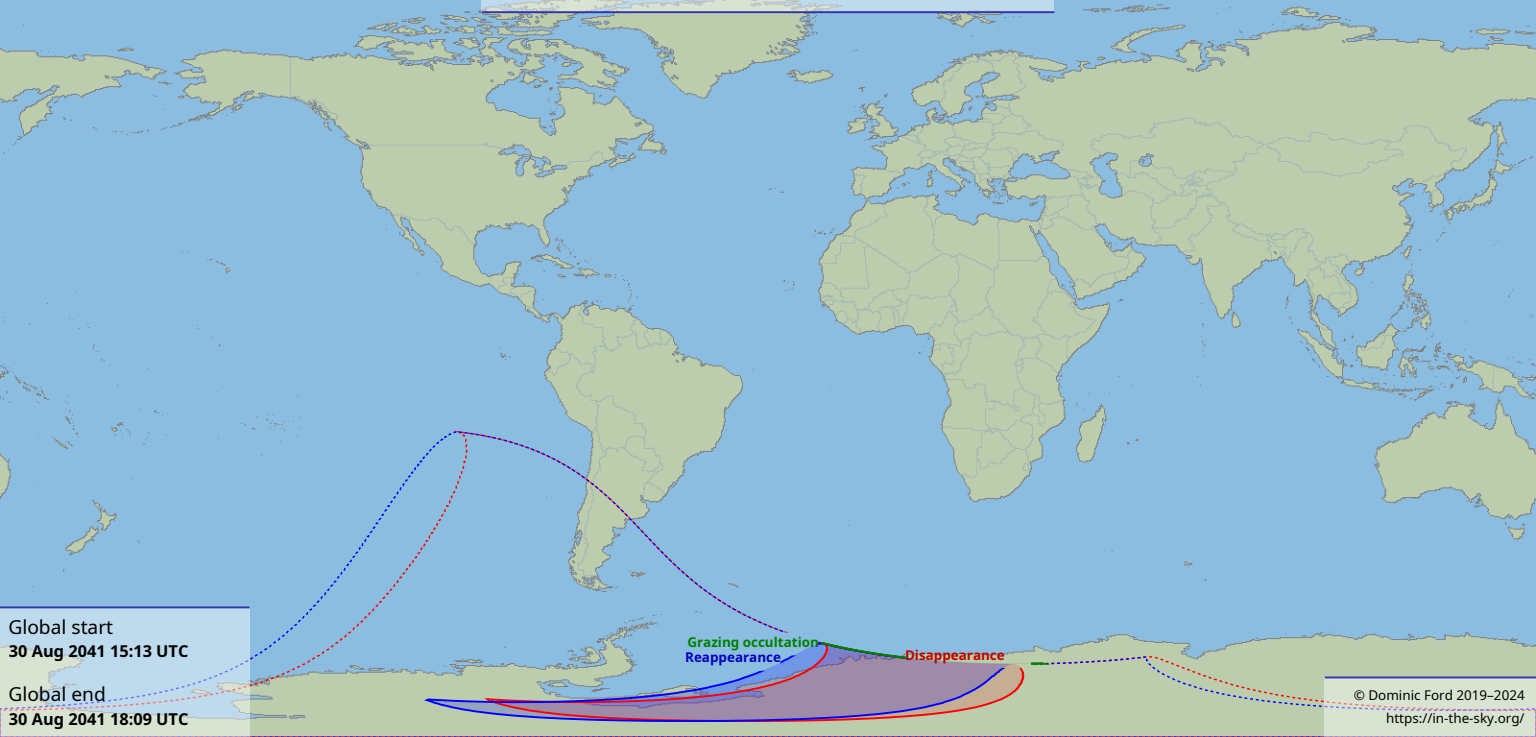 Grazing occultation
Reappearance
Disappearance
Global start
30 Aug 2041 15:13 UTC
Global end
30 Aug 2041 18:09 UTC
© Dominic Ford 2019–2024
https://in-the-sky.org/